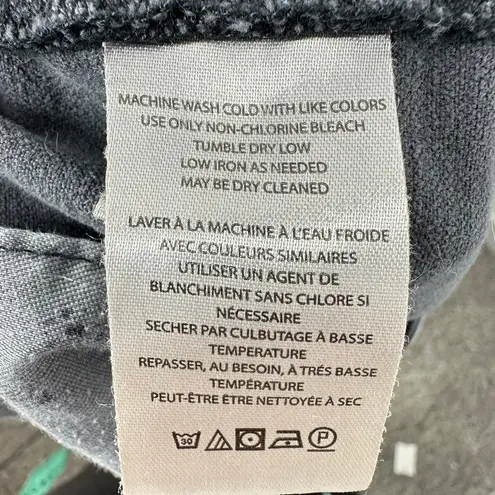 MACHINE WASH COLD WITH LIKE COLORS
USE ONLY NON-CHLORINE BLEACH
TUMBLE DRY LOW
LOW IRON AS NEEDED
MAY BE DRY CLEANED
LAVER À LA MACHINE À L'EAU FROIDE
AVEC COULEURS SIMILAIRES
UTILISER UN AGENT DE
BLANCHIMENT SANS CHLORE SI
NÉCESSAIRE
SECHER PAR CULBUTAGE À BASSE
TEMPERATURE
REPASSER, AU BESOIN, À TRÉS BASSE
TEMPÉRATURE
PEUT-ÊTRE ÊTRE NETTOYÉE À SEC
30 P